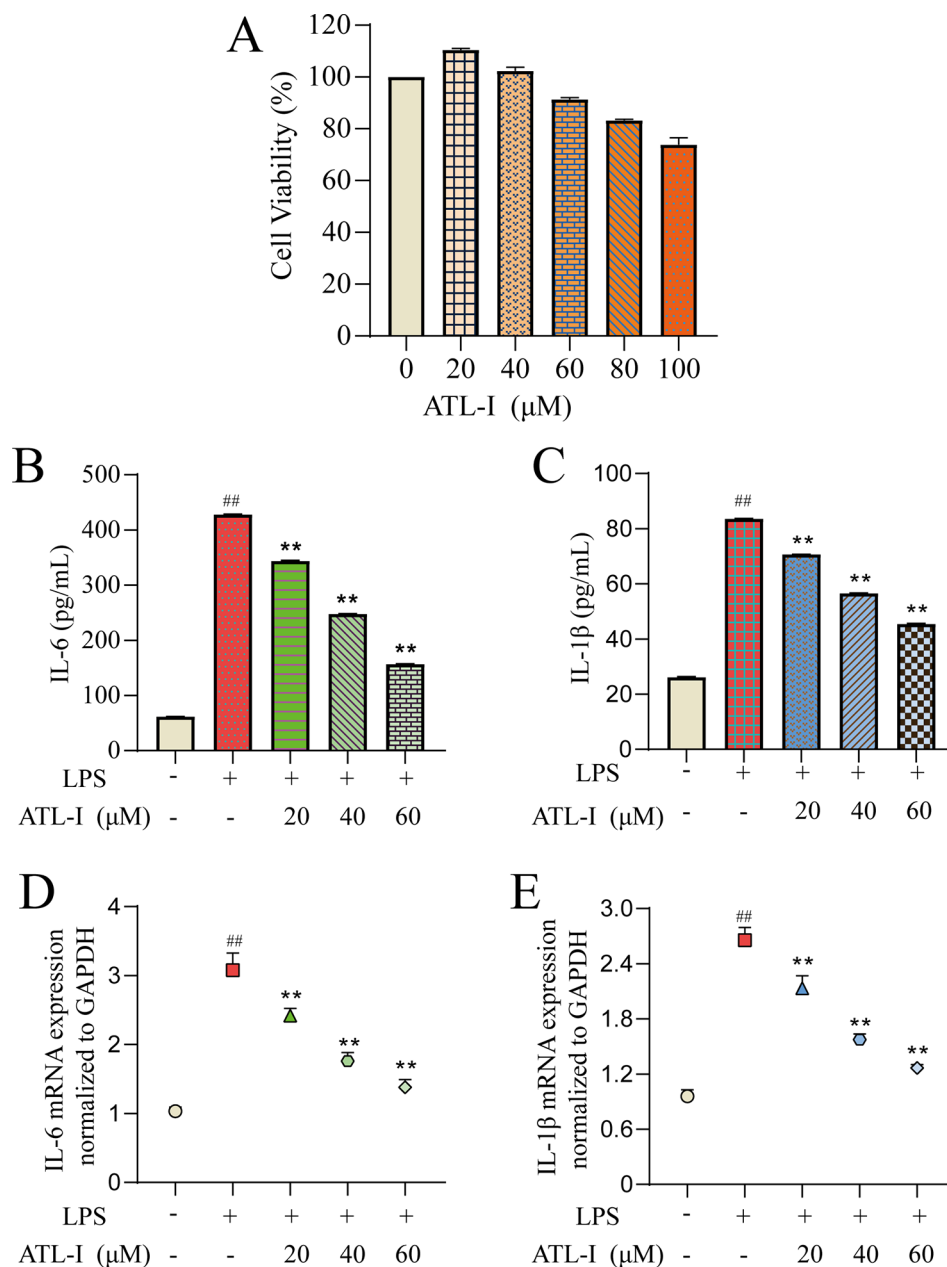 A
Cell Viability (%)
120
100
80
60
40
20
0
0 20 40 60 80 100
ATL-I (μM)
B
IL-6 (pg/mL)
500
400
300
200
100
0
## ** ** **
LPS - + + + +
ATL-I (μM) - - 20 40 60
C
IL-1β (pg/mL)
100
80
60
40
20
0
## ** ** **
LPS - + + + +
ATL-I (μM) - - 20 40 60
D
IL-6 mRNA expression
normalized to GAPDH
4
3
2
1
0
## ** ** **
LPS - + + + +
ATL-I (μM) - - 20 40 60
E
IL-1β mRNA expression
normalized to GAPDH
3.0
2.4
1.8
1.2
0.6
0
## ** ** **
LPS - + + + +
ATL-I (μM) - - 20 40 60